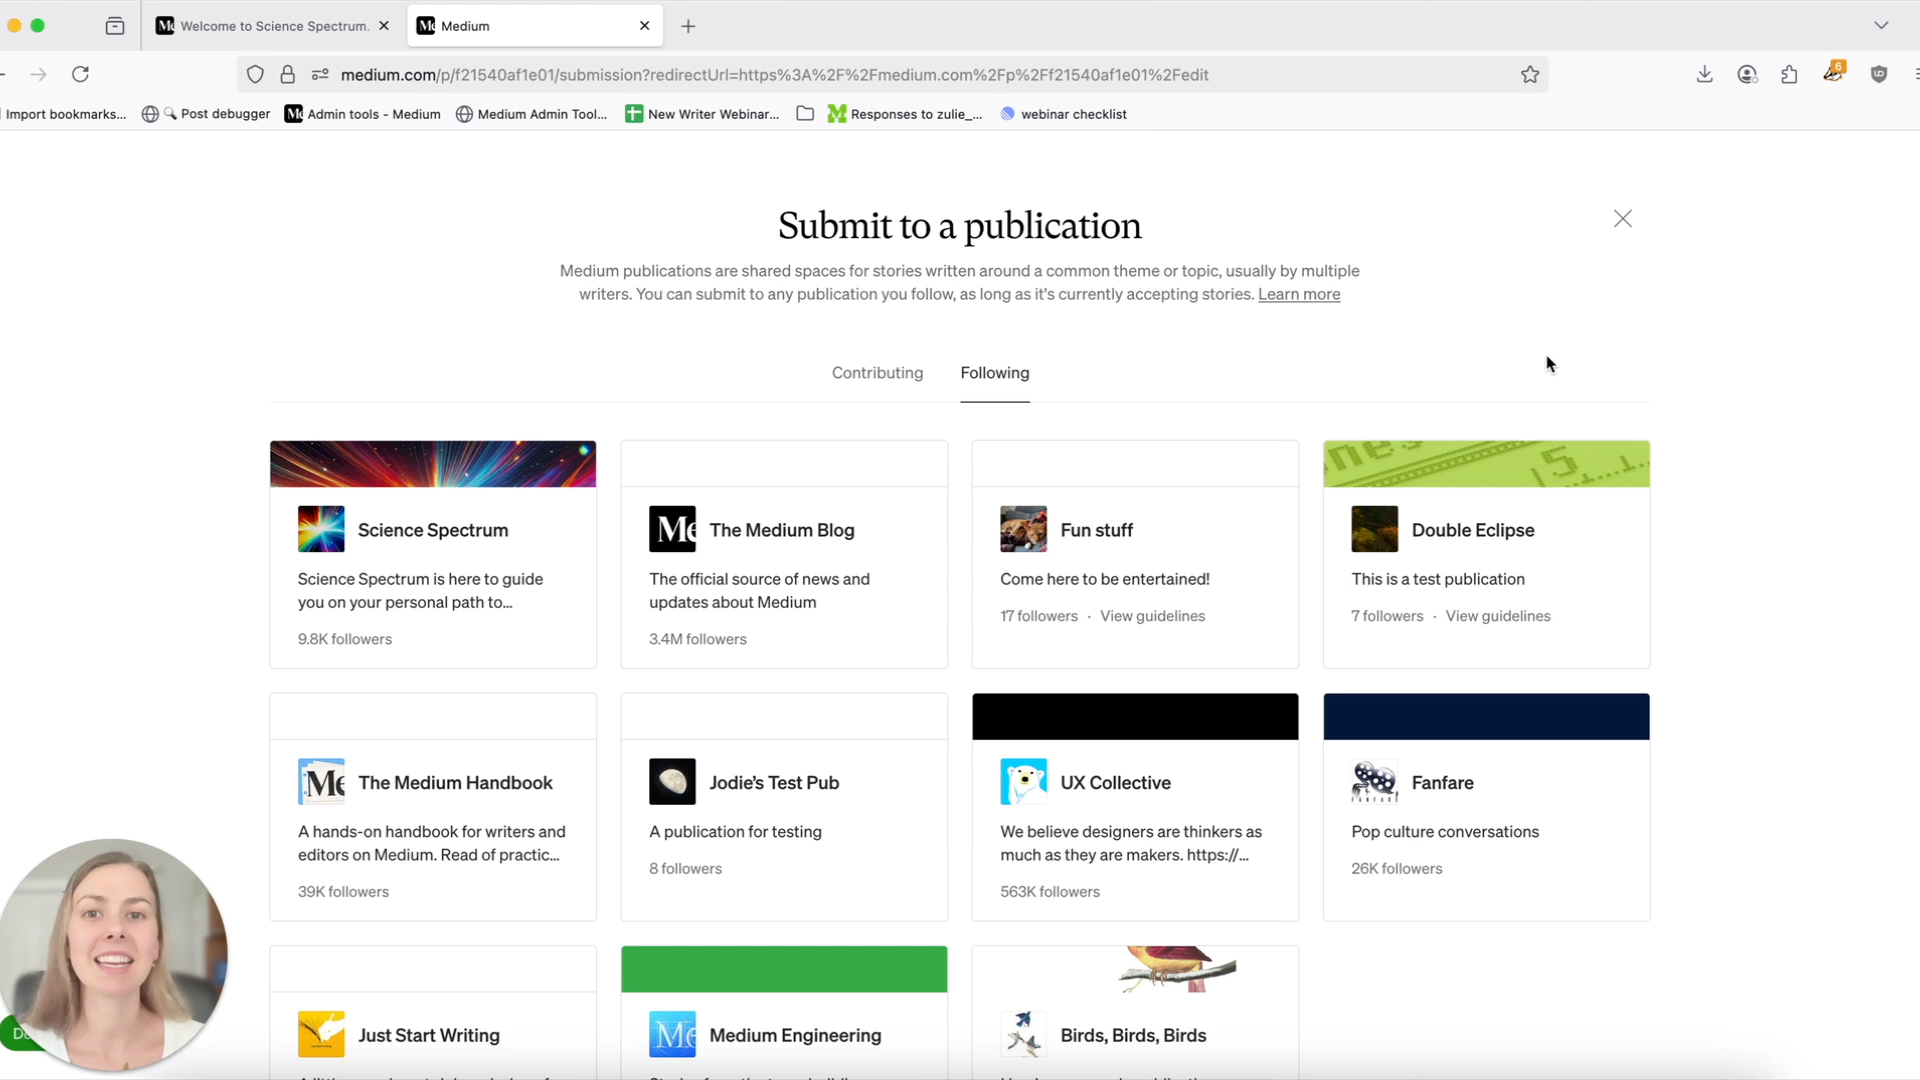 Welcome to Science Spectrum.
Medium
medium.com/p/f21540af1e01/submission?redirectUrl=https%3A%2F%2Fmedium.com%2Fp%2Ff21540af1e01%2Fedit
6
Import bookmarks...
Post debugger
Admin tools - Medium
Medium Admin Tool...
New Writer Webinar...
Responses to zulie_...
webinar checklist
Submit to a publication
Medium publications are shared spaces for stories written around a common theme or topic, usually by multiple
writers. You can submit to any publication you follow, as long as it's currently accepting stories. Learn more
Contributing
Following
Science Spectrum
Science Spectrum is here to guide
you on your personal path to...
9.8K followers
The Medium Blog
The official source of news and
updates about Medium
3.4M followers
Fun stuff
Come here to be entertained!
17 followers · View guidelines
Double Eclipse
This is a test publication
7 followers · View guidelines
The Medium Handbook
A hands-on handbook for writers and
editors on Medium. Read of practic...
39K followers
Jodie’s Test Pub
A publication for testing
8 followers
UX Collective
We believe designers are thinkers as
much as they are makers. https://...
563K followers
Fanfare
Pop culture conversations
26K followers
Just Start Writing
Medium Engineering
Birds, Birds, Birds